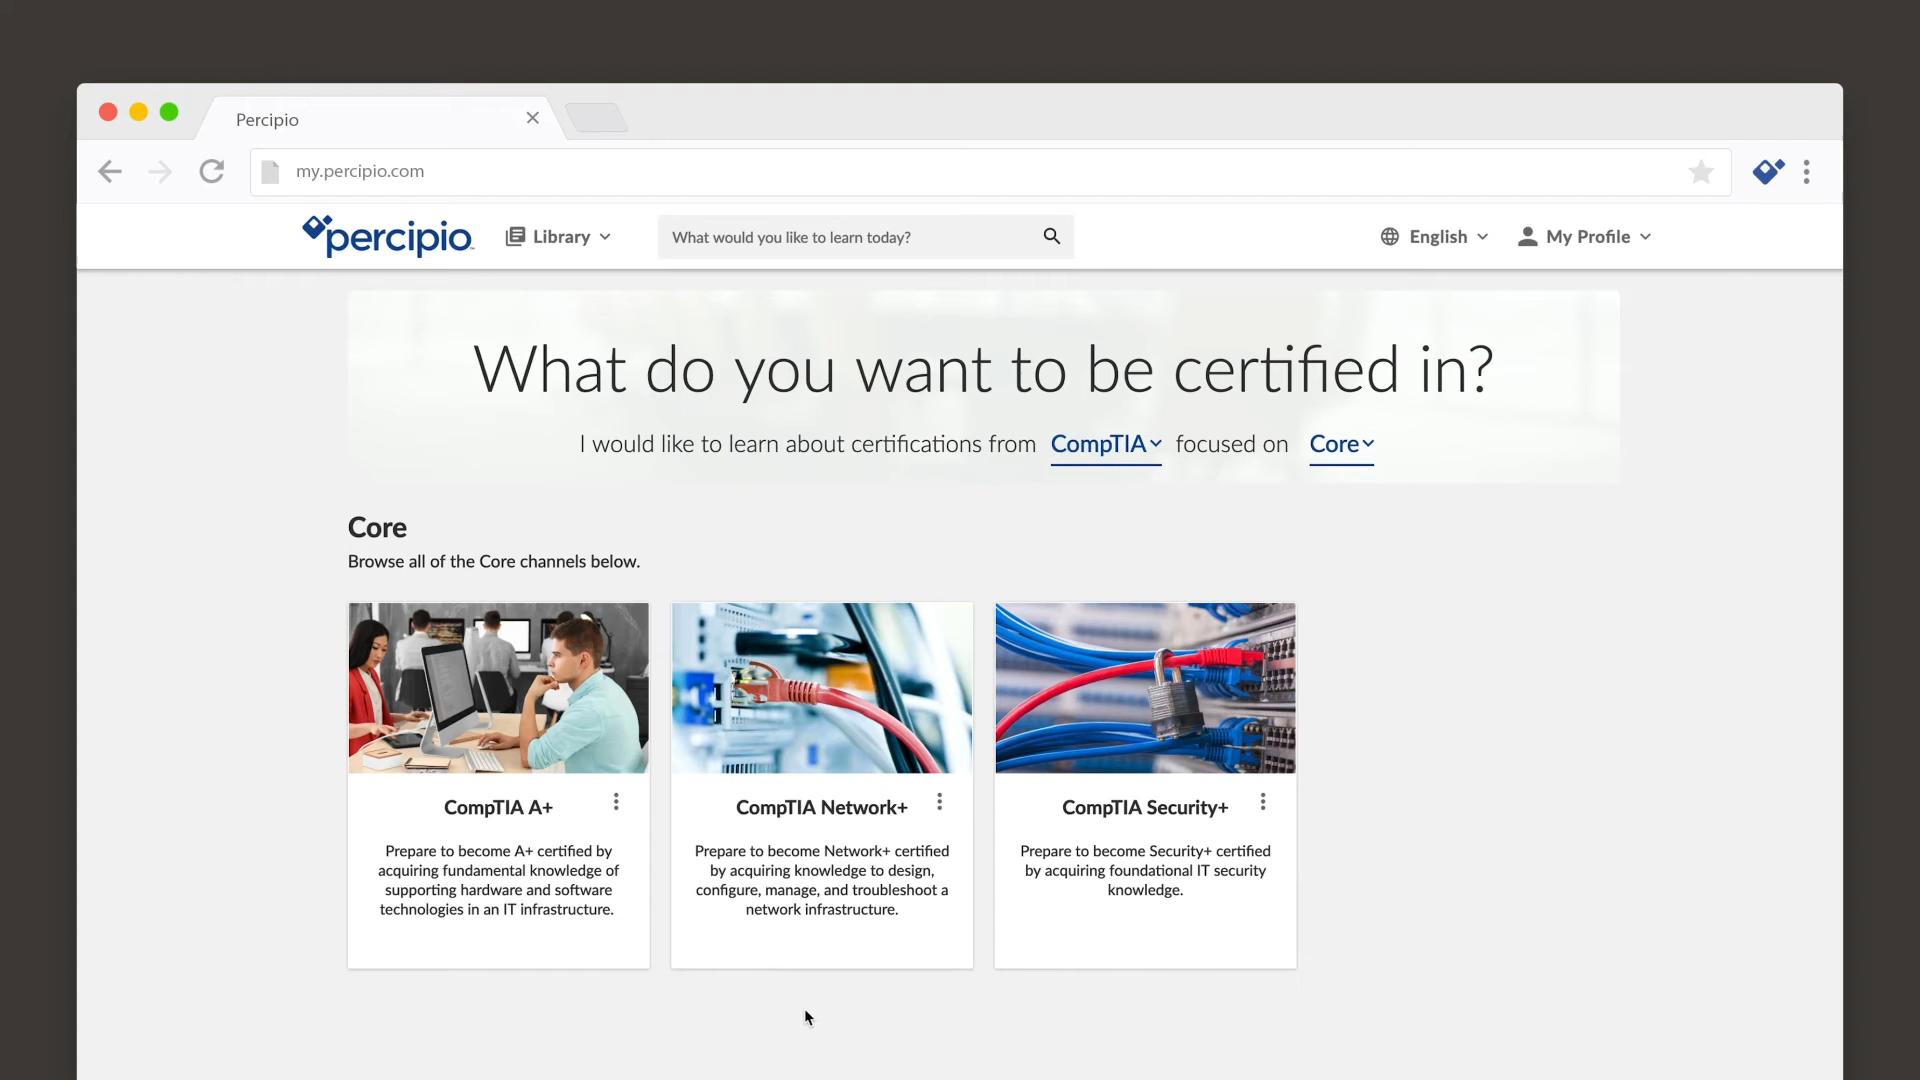 Percipio
my.percipio.com
percipio
Library
What would you like to learn today?
English
My Profile
What do you want to be certified in?
I would like to learn about certifications from CompTIA focused on Core
Core
Browse all of the Core channels below.
CompTIA A+
Prepare to become A+ certified by
acquiring fundamental knowledge of
supporting hardware and software
technologies in an IT infrastructure.
CompTIA Network+
Prepare to become Network+ certified
by acquiring knowledge to design,
configure, manage, and troubleshoot a
network infrastructure.
CompTIA Security+
Prepare to become Security+ certified
by acquiring foundational IT security
knowledge.